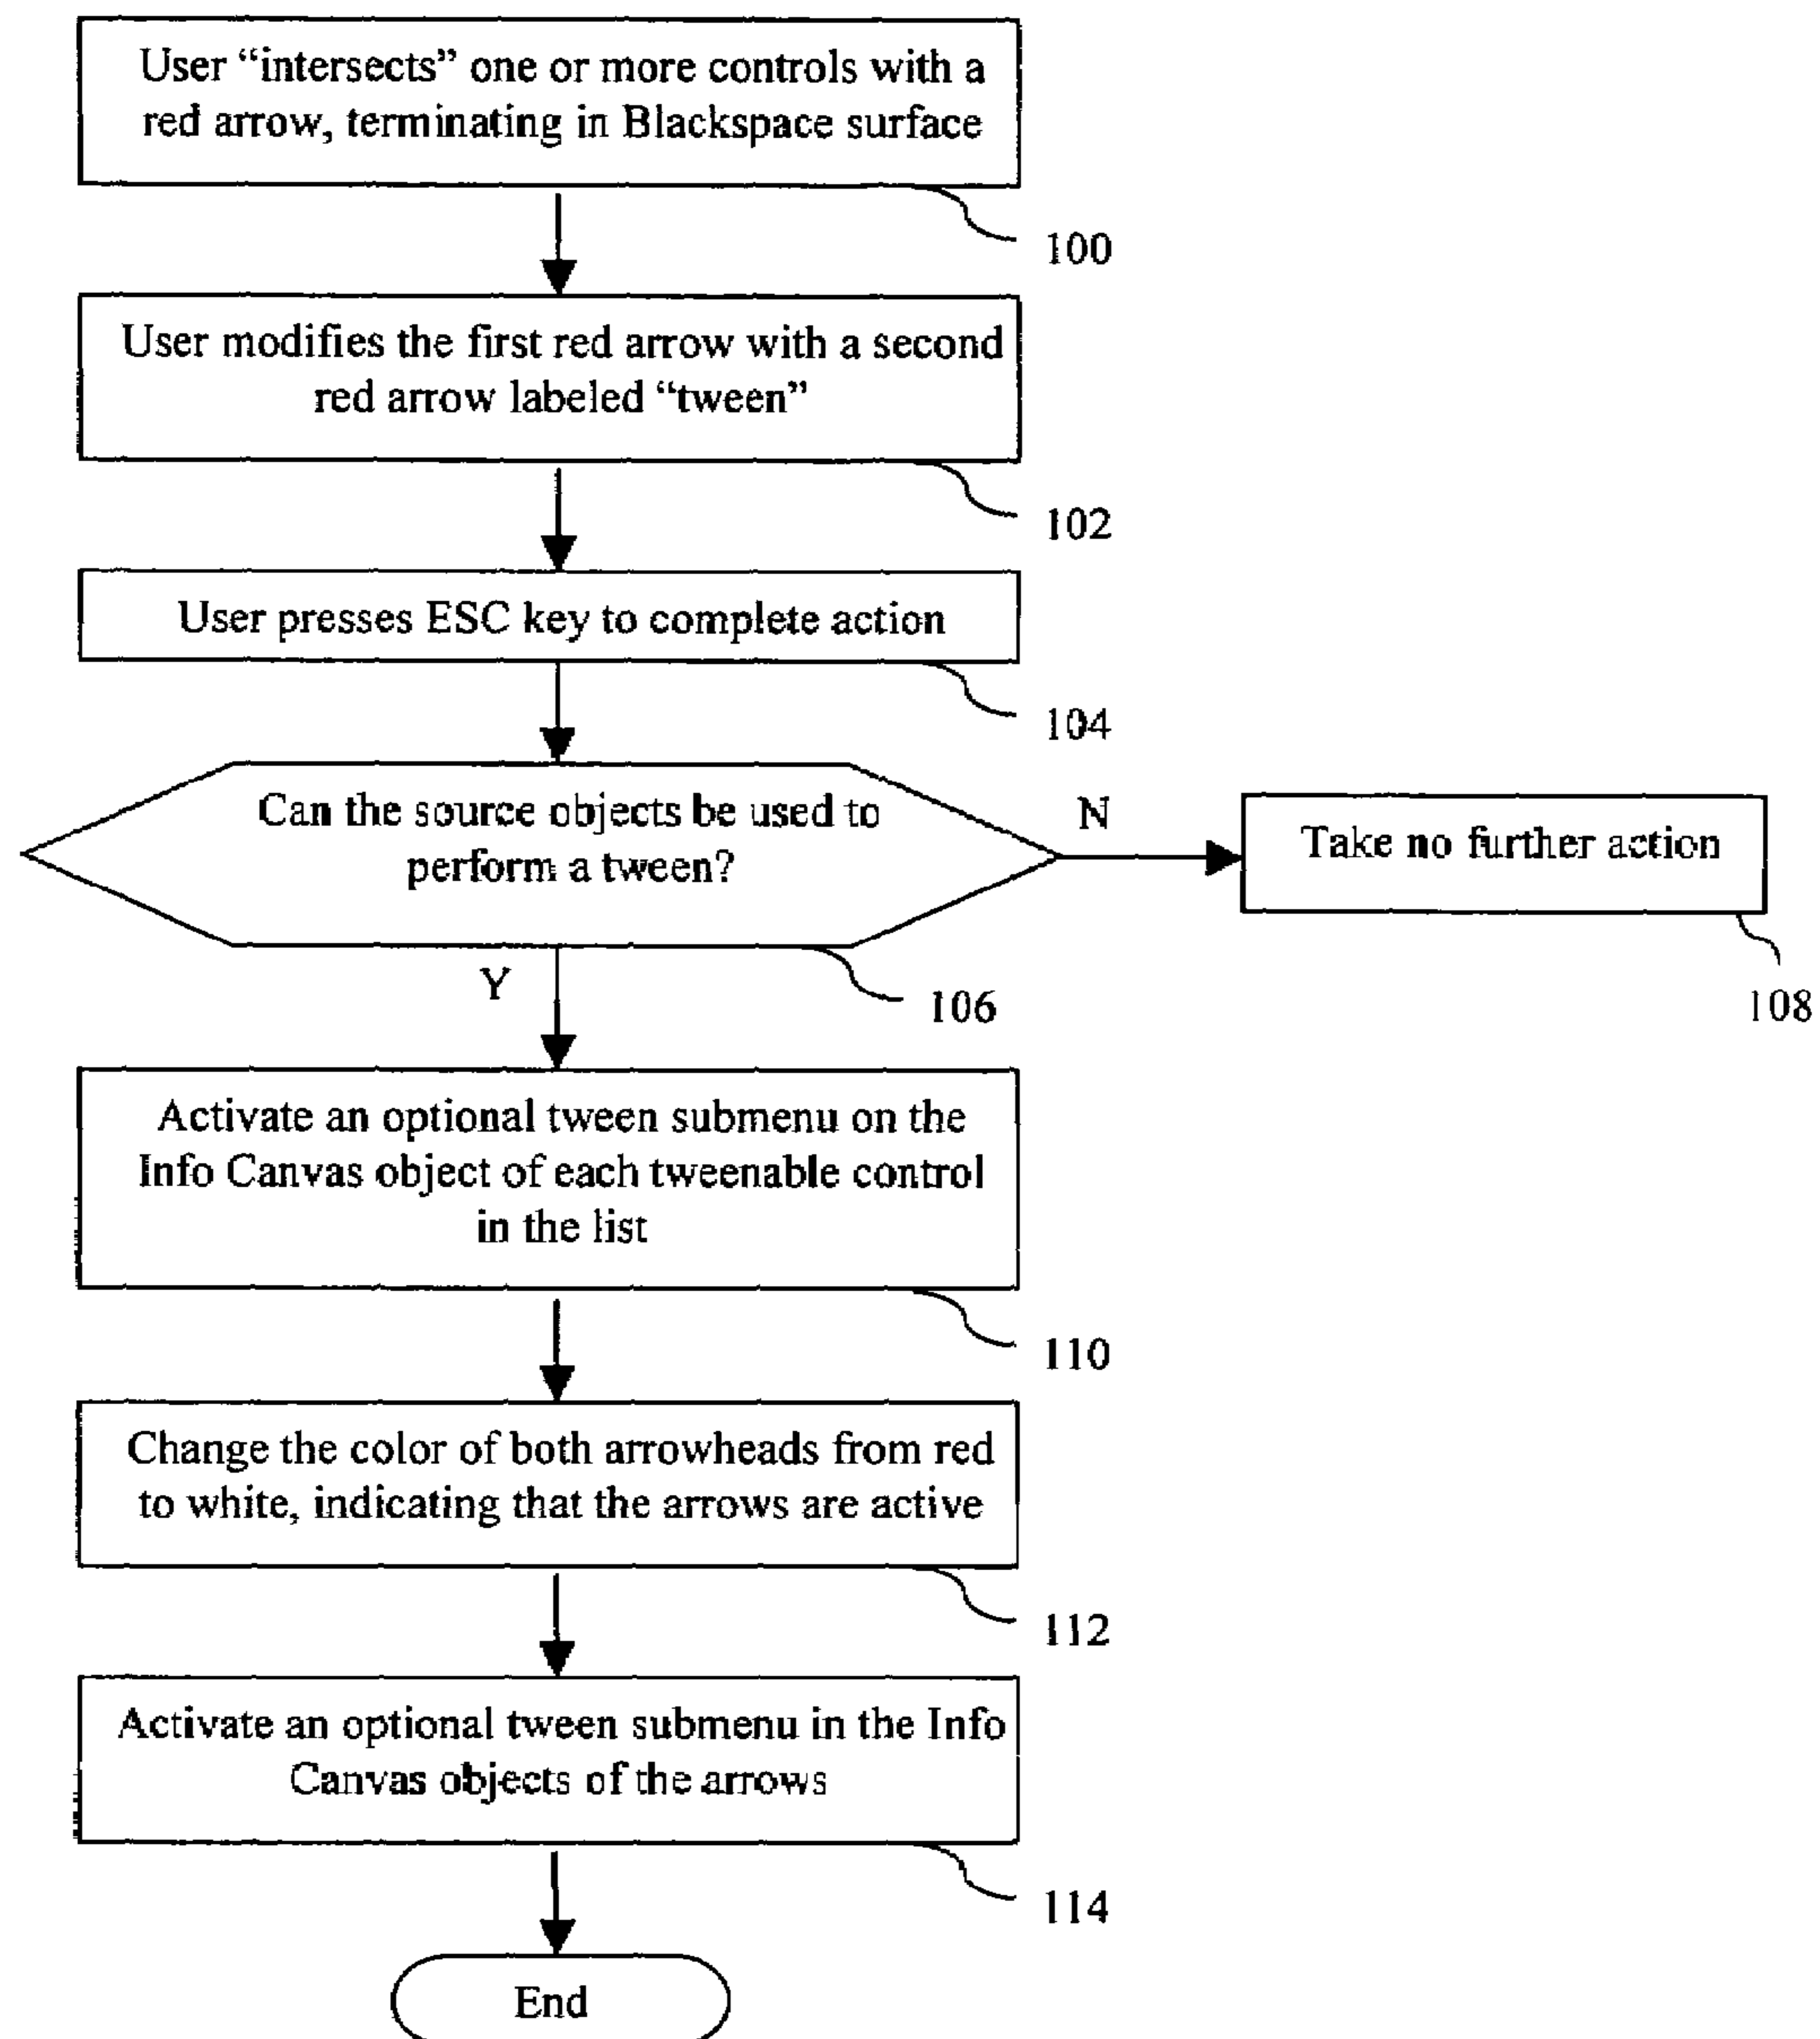 User “intersects” one or more controls with a
red arrow, terminating in Blackspace surface
100
User modifies the first red arrow with a second
red arrow labeled “tween”
102
User presses ESC key to complete action
104
Can the source objects be used to
perform a tween?
N
Take no further action
108
Y
106
Activate an optional tween submenu on the
Info Canvas object of each tweenable control
in the list
110
Change the color of both arrowheads from red
to white, indicating that the arrows are active
112
Activate an optional tween submenu in the Info
Canvas objects of the arrows
114
End